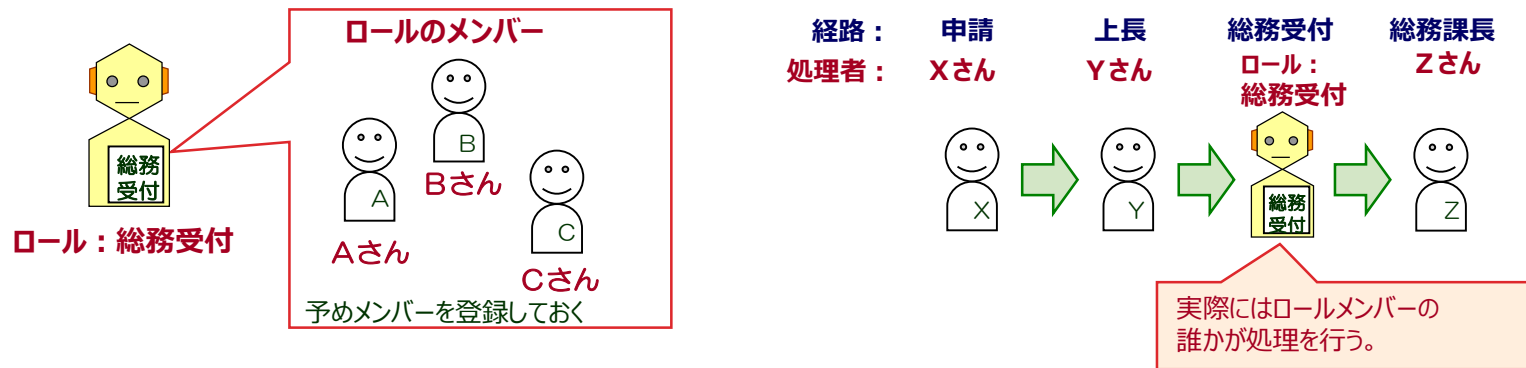 ロールのメンバー
総務
受付
ロール：総務受付
A
Aさん
B
Bさん
C
Cさん
予めメンバーを登録しておく
経路： 申請 上長 総務受付 総務課長
処理者： Xさん Yさん ロール： Zさん
総務受付
X
Y
総務
受付
Z
実際にはロールメンバーの
誰かが処理を行う。